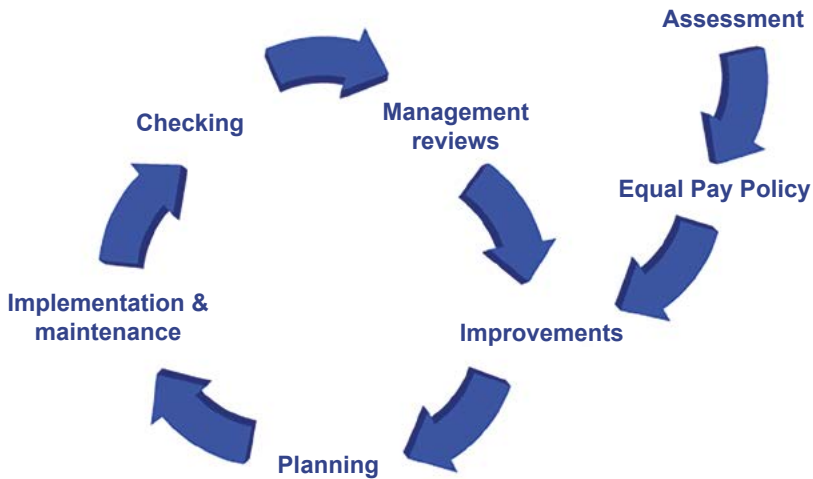 Assessment
Checking
Management
reviews
Equal Pay Policy
Implementation &
maintenance
Improvements
Planning